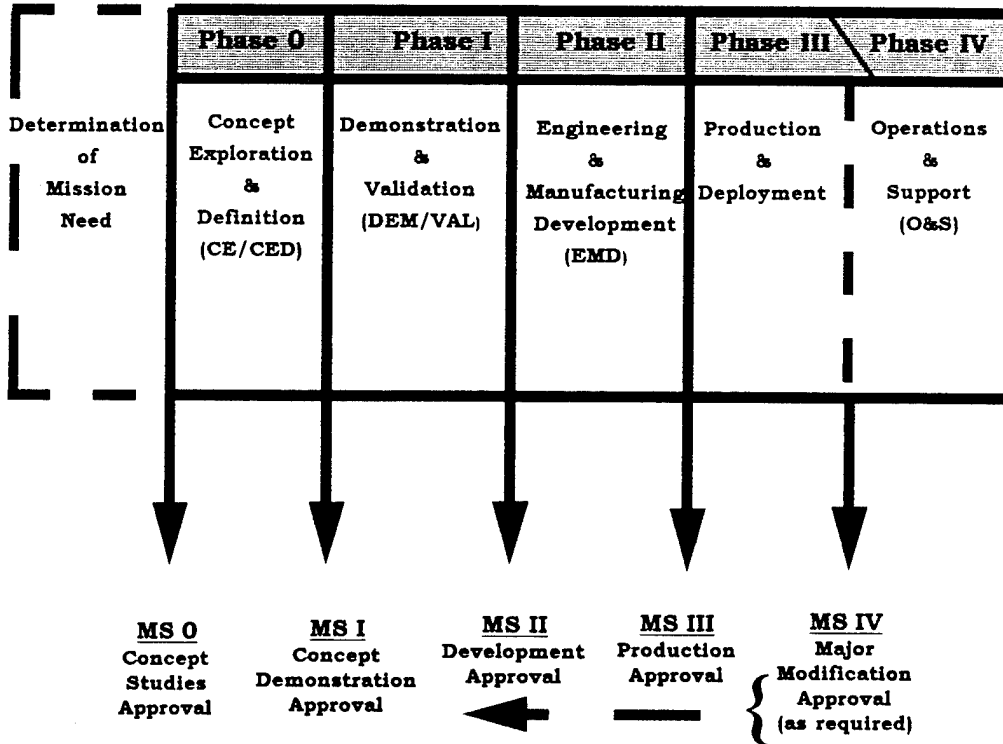 Phase 0
Phase I
Phase II
Phase III
Phase IV
Determination
of
Mission
Need
Concept
Exploration
&
Definition
(CE/CED)
Demonstration
&
Validation
(DEM/VAL)
Engineering
&
Manufacturing
Development
(EMD)
Production
&
Deployment
Operations
&
Support
(O&S)
MS 0
Concept
Studies
Approval
MS I
Concept
Demonstration
Approval
MS II
Development
Approval
MS III
Production
Approval
MS IV
Major
Modification
Approval
(as required)